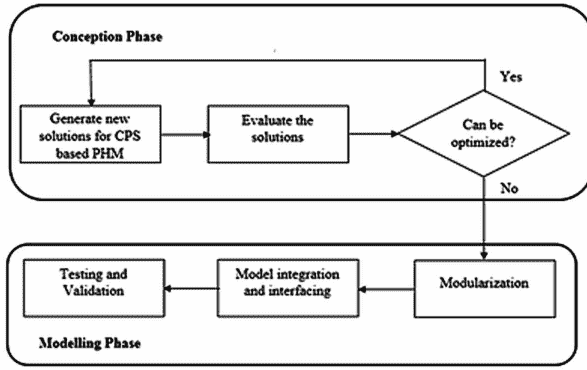 Conception Phase
Yes
Generate new
solutions for CPS
based PHM
Evaluate the
solutions
Can be
optimized?
No
Testing and
Validation
Model integration
and interfacing
Modularization
Modelling Phase